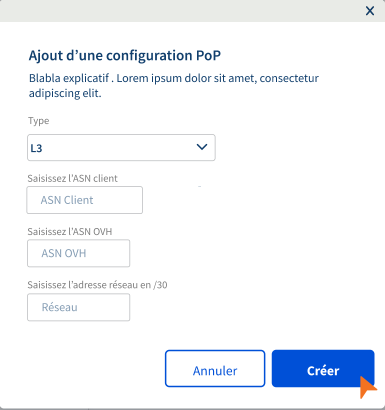 Ajout d’une configuration PoP
Blabla explicatif . Lorem ipsum dolor sit amet, consectetur
adipiscing elit.
Type
L3
Saisissez l’ASN client
ASN Client
Saisissez l’ASN OVH
ASN OVH
Saisissez l’adresse réseau en /30
Réseau
Annuler
Créer